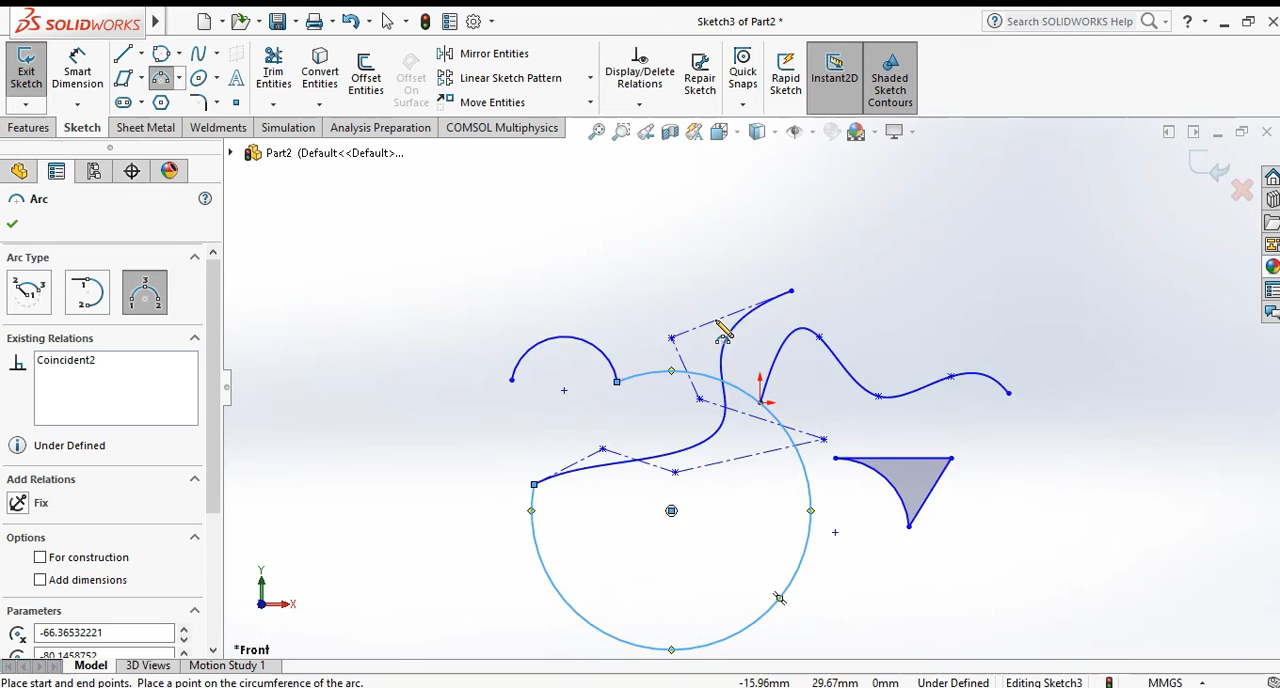 SOLIDWORKS
Sketch3 of Part2 *
Search SOLIDWORKS Help
?
Exit Sketch
Smart Dimension
Trim Entities
Convert Entities
Offset Entities
Offset On Surface
Mirror Entities
Linear Sketch Pattern
Move Entities
Display/Delete Relations
Repair Sketch
Quick Snaps
Rapid Sketch
Instant2D
Shaded Sketch Contours
Features
Sketch
Sheet Metal
Weldments
Simulation
Analysis Preparation
COMSOL Multiphysics
Part2 (Default<<Default>...
Arc
?
Arc Type
Existing Relations
Coincident2
Under Defined
Add Relations
Fix
Options
For construction
Add dimensions
Parameters
-66.36532221
-80.1458752
Y
X
*Front
Model
3D Views
Motion Study 1
Place start and end points. Place a point on the circumference of the arc.
-15.96mm
29.67mm
0mm
Under Defined
Editing Sketch3
MMGS